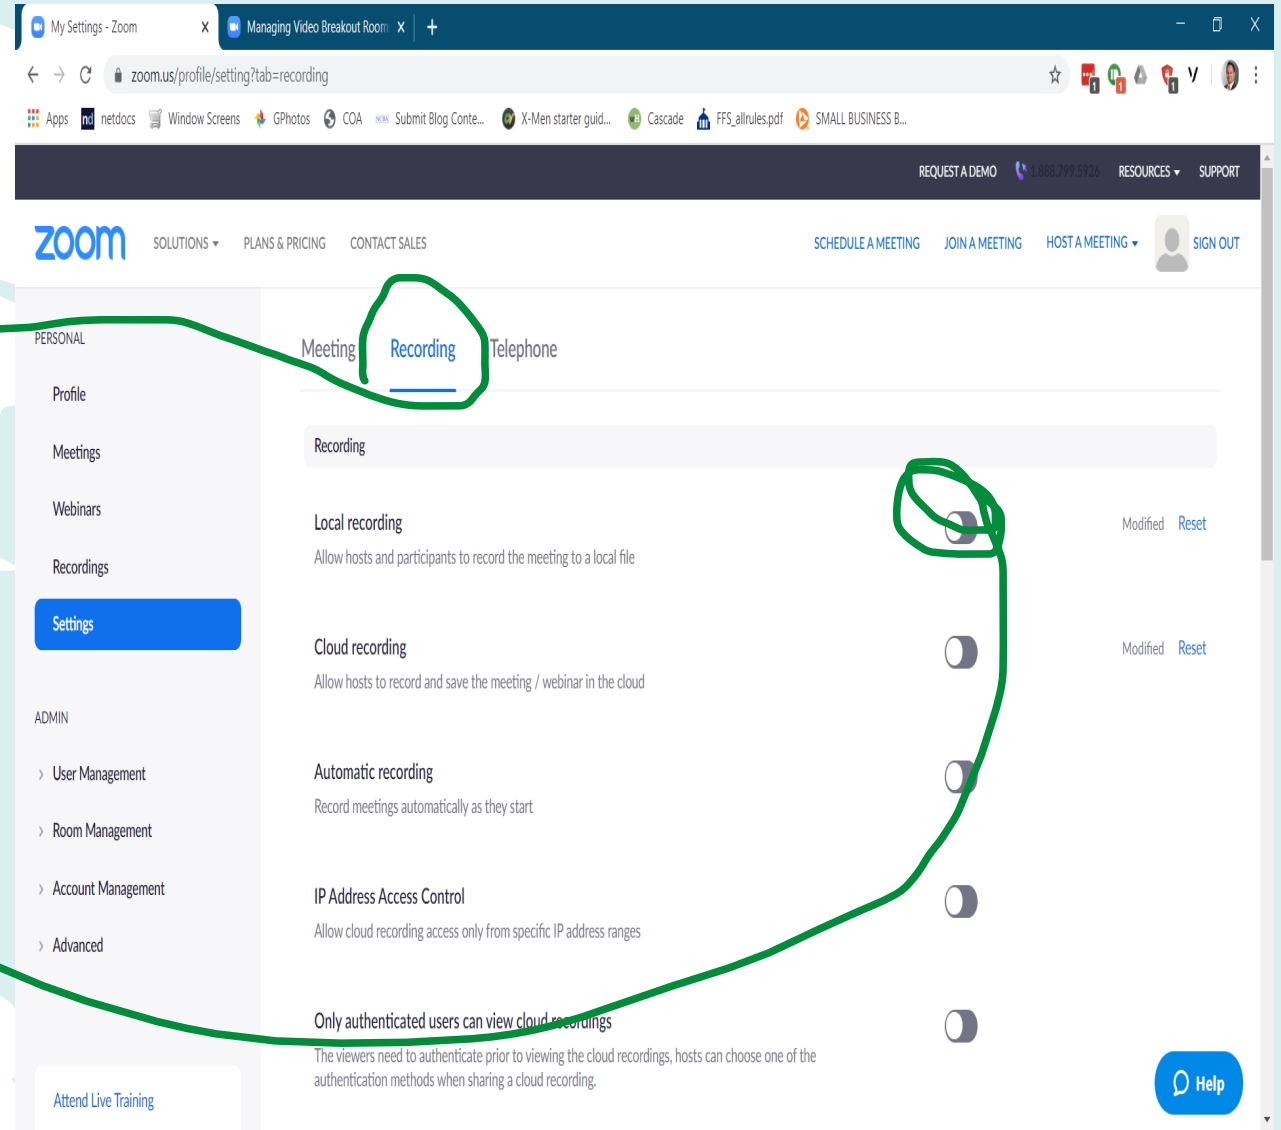 My Settings - Zoom
Managing Video Breakout Room
zoom.us/profile/setting?tab=recording
Apps nd netdocs Window Screens GPhotos COA NCBA Submit Blog Conte... X-Men starter guid... Cascade FFS_allrules.pdf SMALL BUSINESS B...
REQUEST A DEMO 1.888.799.5926 RESOURCES SUPPORT
zoom SOLUTIONS PLANS & PRICING CONTACT SALES SCHEDULE A MEETING JOIN A MEETING HOST A MEETING SIGN OUT
PERSONAL
Profile
Meetings
Webinars
Recordings
Settings
ADMIN
User Management
Room Management
Account Management
Advanced
Attend Live Training
Meeting Recording Telephone
Recording
Local recording
Modified Reset
Allow hosts and participants to record the meeting to a local file
Cloud recording
Modified Reset
Allow hosts to record and save the meeting / webinar in the cloud
Automatic recording
Record meetings automatically as they start
IP Address Access Control
Allow cloud recording access only from specific IP address ranges
Only authenticated users can view cloud recordings
The viewers need to authenticate prior to viewing the cloud recordings, hosts can choose one of the
authentication methods when sharing a cloud recording.
Help